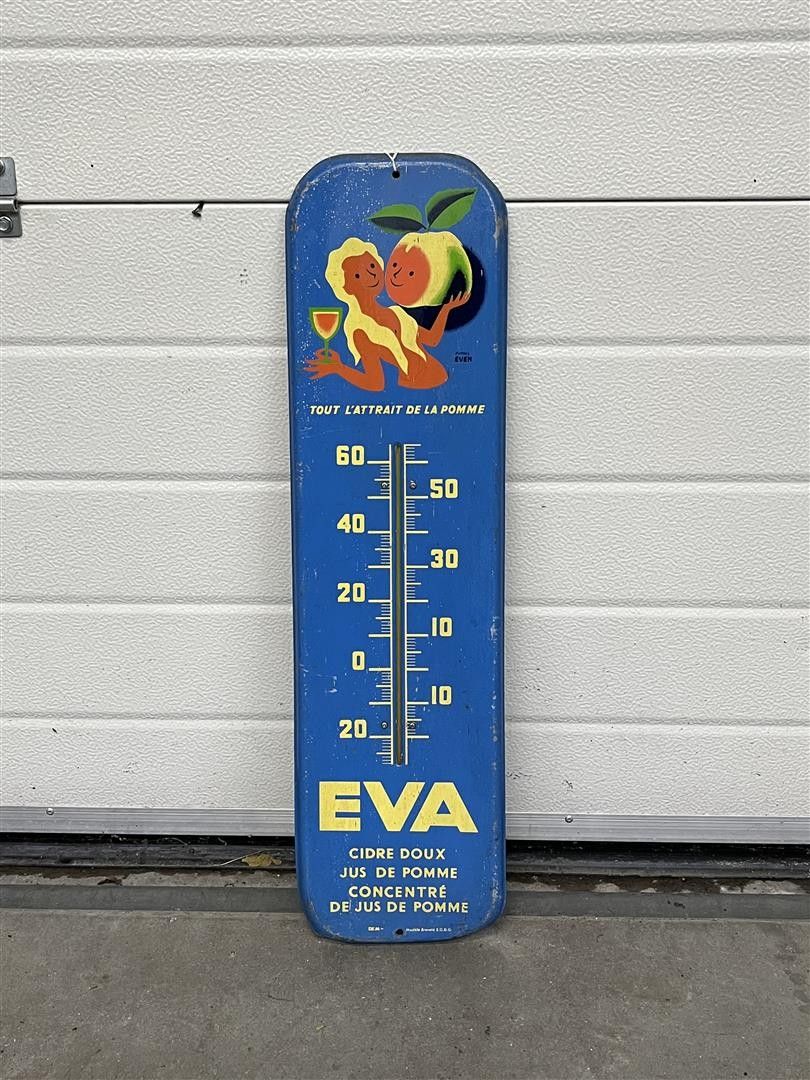 EVEN
TOUT L'ATTRAIT DE LA POMME
60
50
40
30
20
10
0
10
20
EVA
CIDRE DOUX
JUS DE POMME
CONCENTRÉ
DE JUS DE POMME